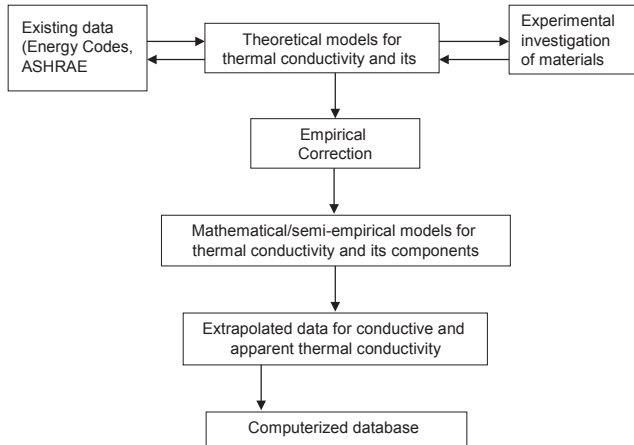 Existing data
(Energy Codes,
ASHRAE
Theoretical models for
thermal conductivity and its
Experimental
investigation
of materials
Empirical
Correction
Mathematical/semi-empirical models for
thermal conductivity and its components
Extrapolated data for conductive and
apparent thermal conductivity
Computerized database